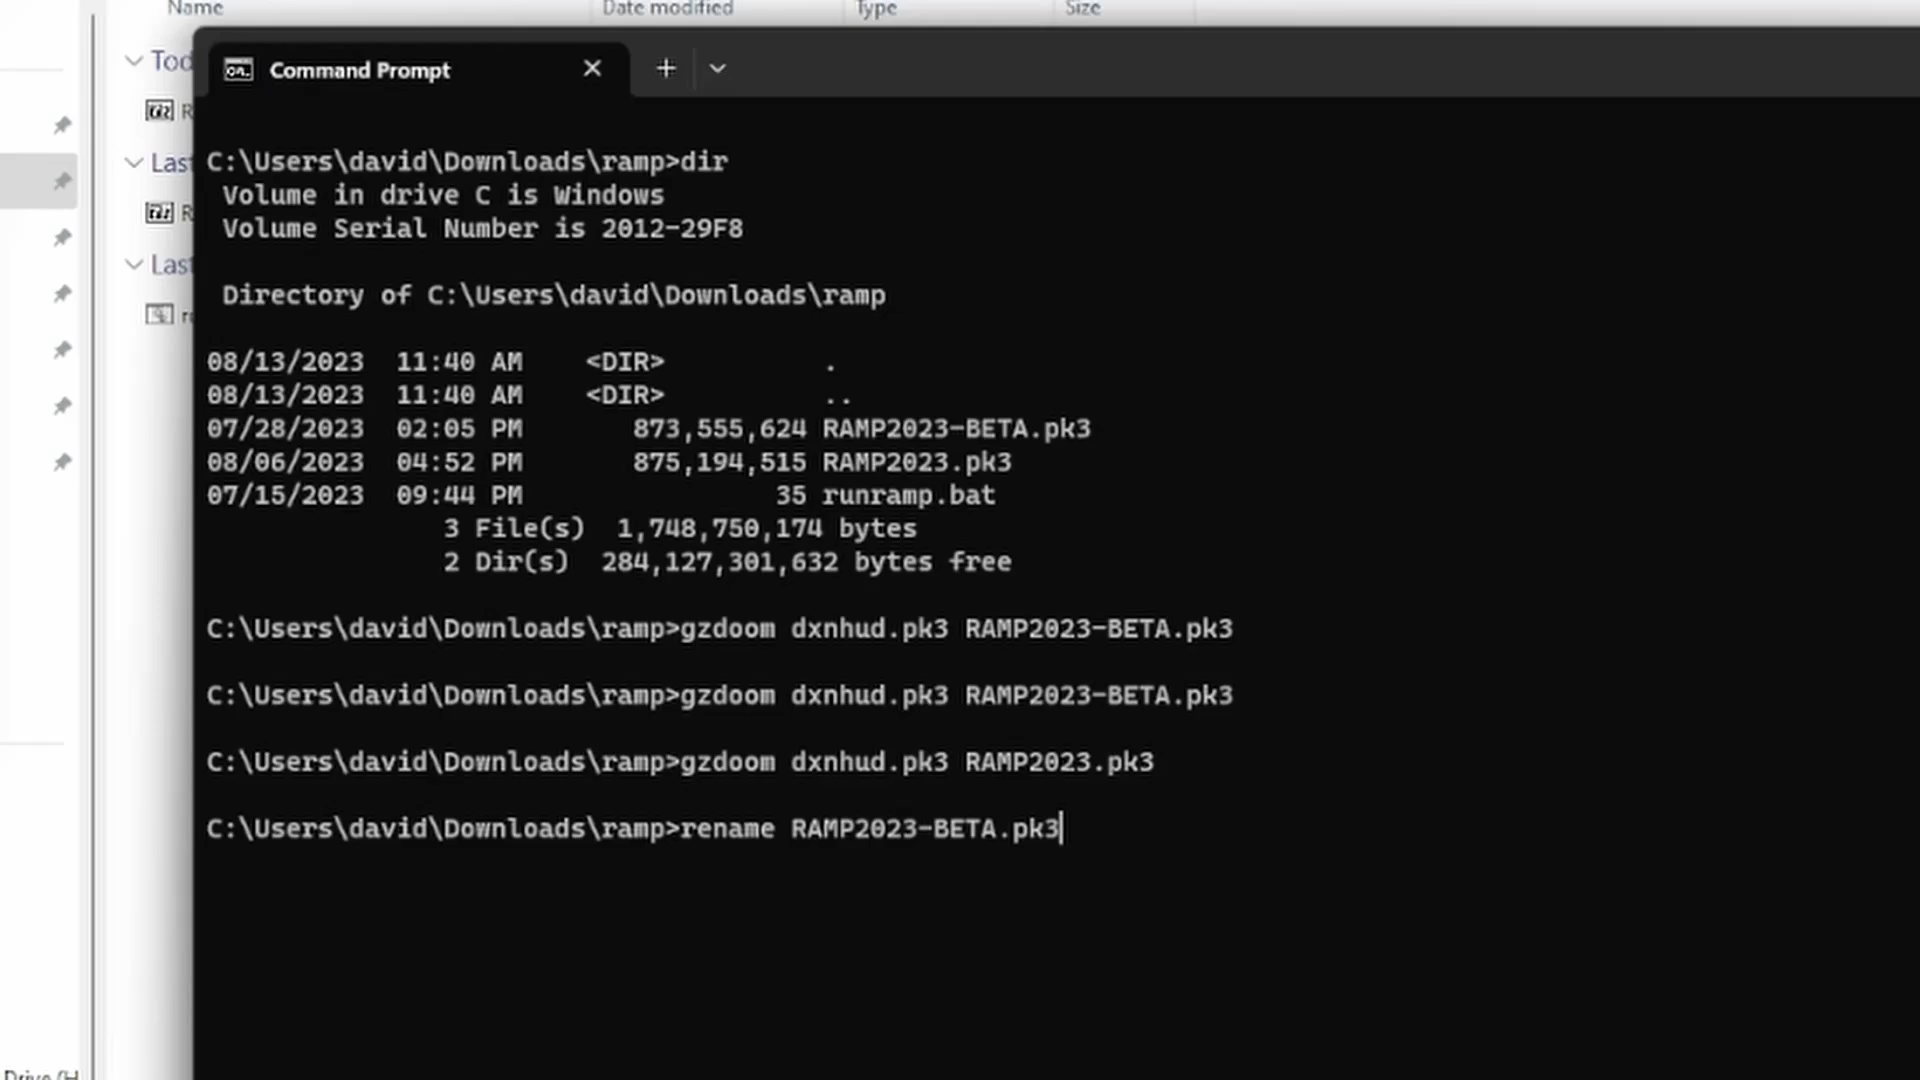 Name Date modified Type Size
Command Prompt
C:\Users\david\Downloads\ramp>dir
Volume in drive C is Windows
Volume Serial Number is 2012-29F8
Directory of C:\Users\david\Downloads\ramp
08/13/2023 11:40 AM <DIR> .
08/13/2023 11:40 AM <DIR> ..
07/28/2023 02:05 PM 873,555,624 RAMP2023-BETA.pk3
08/06/2023 04:52 PM 875,194,515 RAMP2023.pk3
07/15/2023 09:44 PM 35 runramp.bat
3 File(s) 1,748,750,174 bytes
2 Dir(s) 284,127,301,632 bytes free
C:\Users\david\Downloads\ramp>gzdoom dxnhud.pk3 RAMP2023-BETA.pk3
C:\Users\david\Downloads\ramp>gzdoom dxnhud.pk3 RAMP2023-BETA.pk3
C:\Users\david\Downloads\ramp>gzdoom dxnhud.pk3 RAMP2023.pk3
C:\Users\david\Downloads\ramp>rename RAMP2023-BETA.pk3